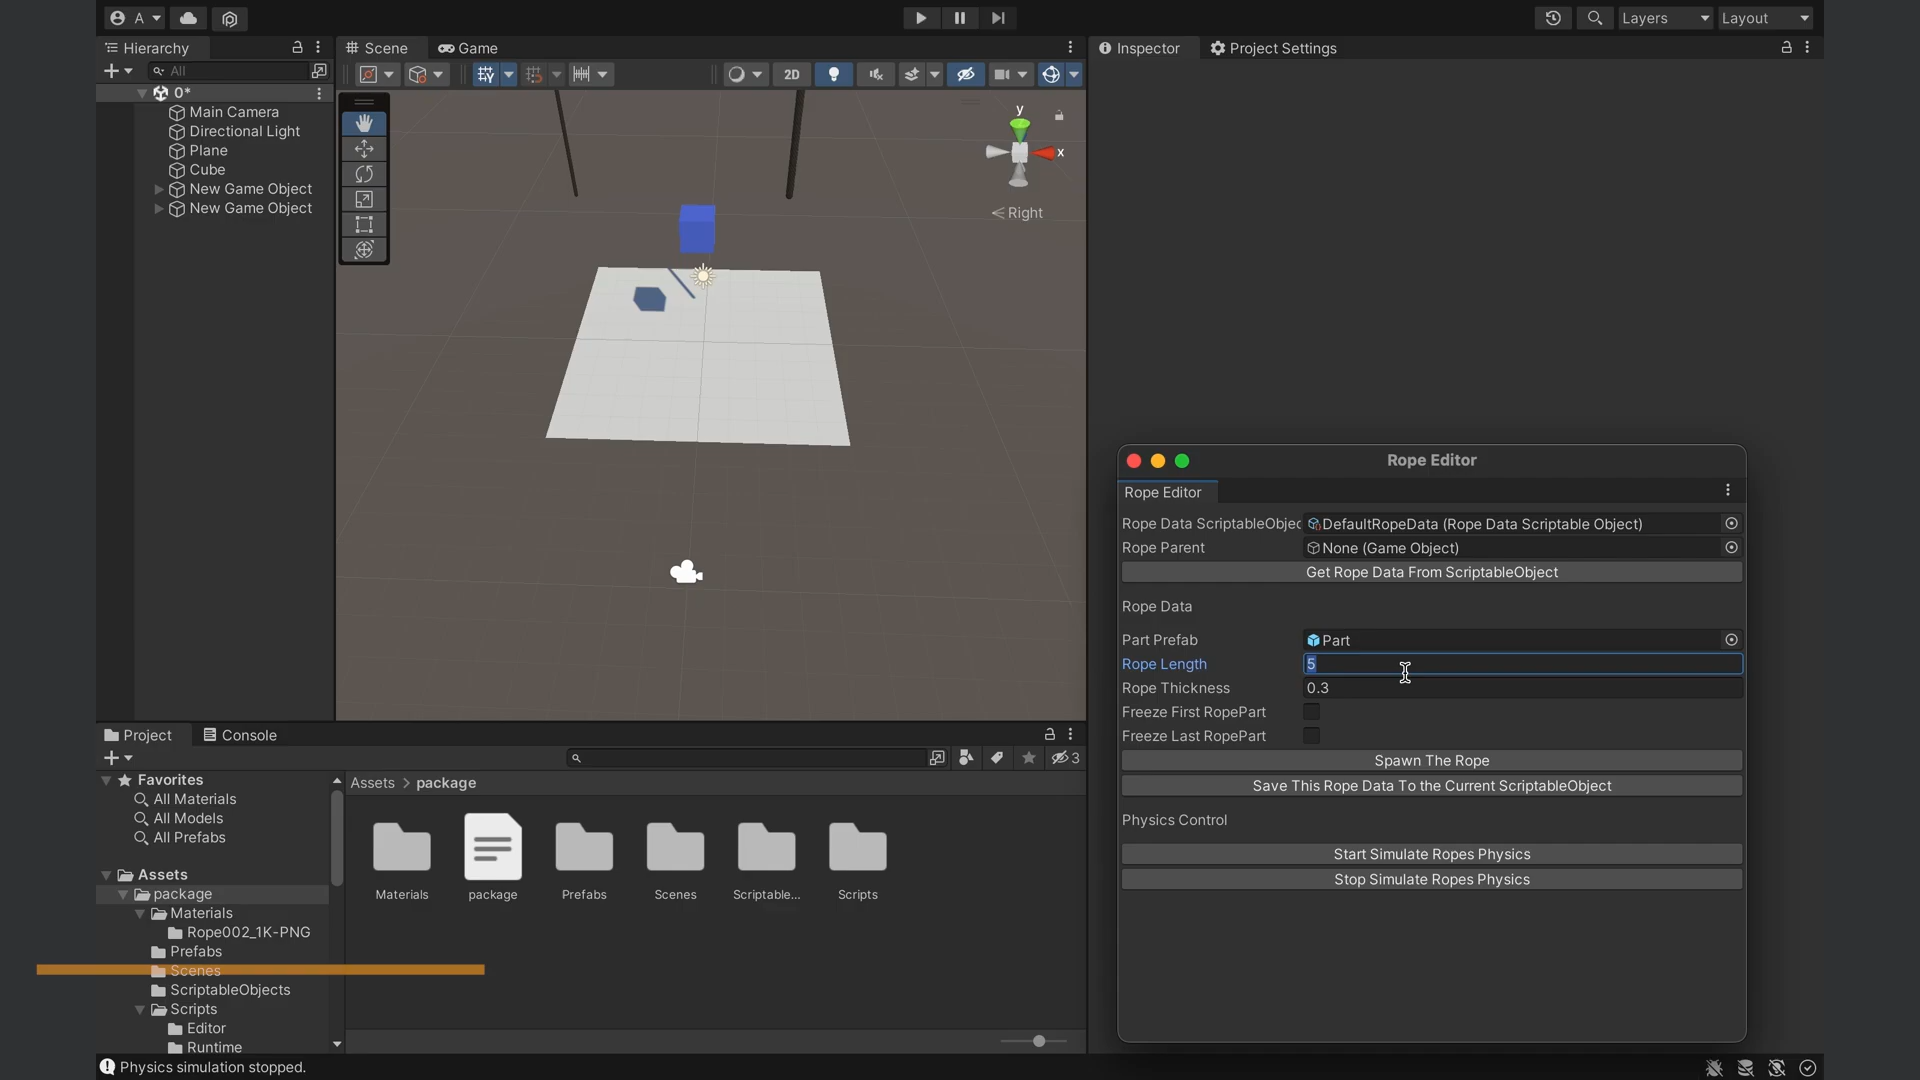 A
Layers
Layout
Hierarchy
Scene
Game
Inspector
Project Settings
All
2D
0*
Main Camera
Directional Light
Plane
Cube
New Game Object
New Game Object
y
x
Right
Rope Editor
Rope Editor
Rope Data ScriptableObjec
DefaultRopeData (Rope Data Scriptable Object)
Rope Parent
None (Game Object)
Get Rope Data From ScriptableObject
Rope Data
Part Prefab
Part
Rope Length
5
Rope Thickness
0.3
Freeze First RopePart
Freeze Last RopePart
Spawn The Rope
Save This Rope Data To the Current ScriptableObject
Physics Control
Start Simulate Ropes Physics
Stop Simulate Ropes Physics
Project
Console
3
Favorites
All Materials
All Models
All Prefabs
Assets
package
Materials
Rope002_1K-PNG
Prefabs
Scenes
ScriptableObjects
Scripts
Editor
Runtime
Assets > package
Materials
package
Prefabs
Scenes
Scriptable...
Scripts
Physics simulation stopped.